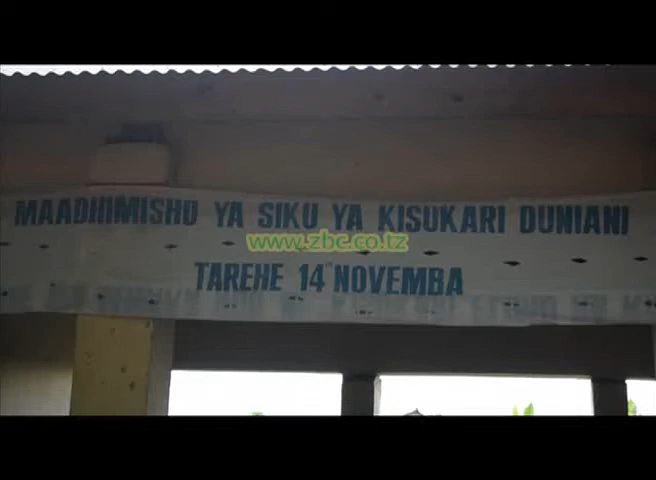 MAADHIMISHO YA SIKU YA KISUKARI DUNIANI
www.zbc.co.tz
TAREHE 14 NOVEMBA